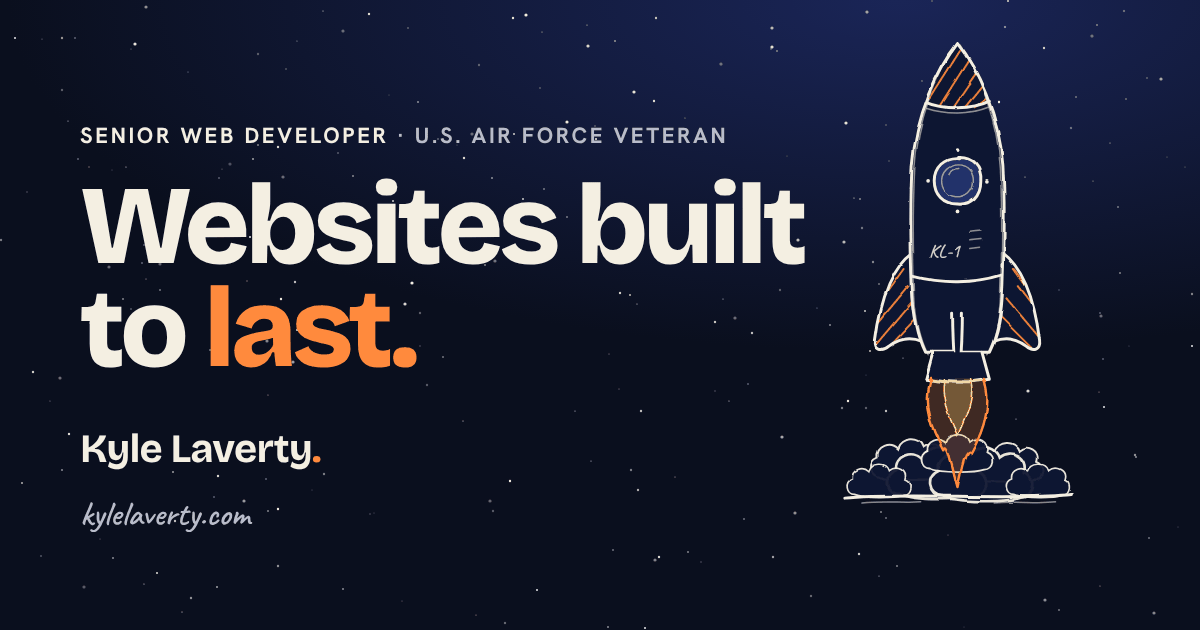 SENIOR WEB DEVELOPER · U.S. AIR FORCE VETERAN
Websites built
to last.
KL-1
Kyle Laverty.
kylelaverty.com